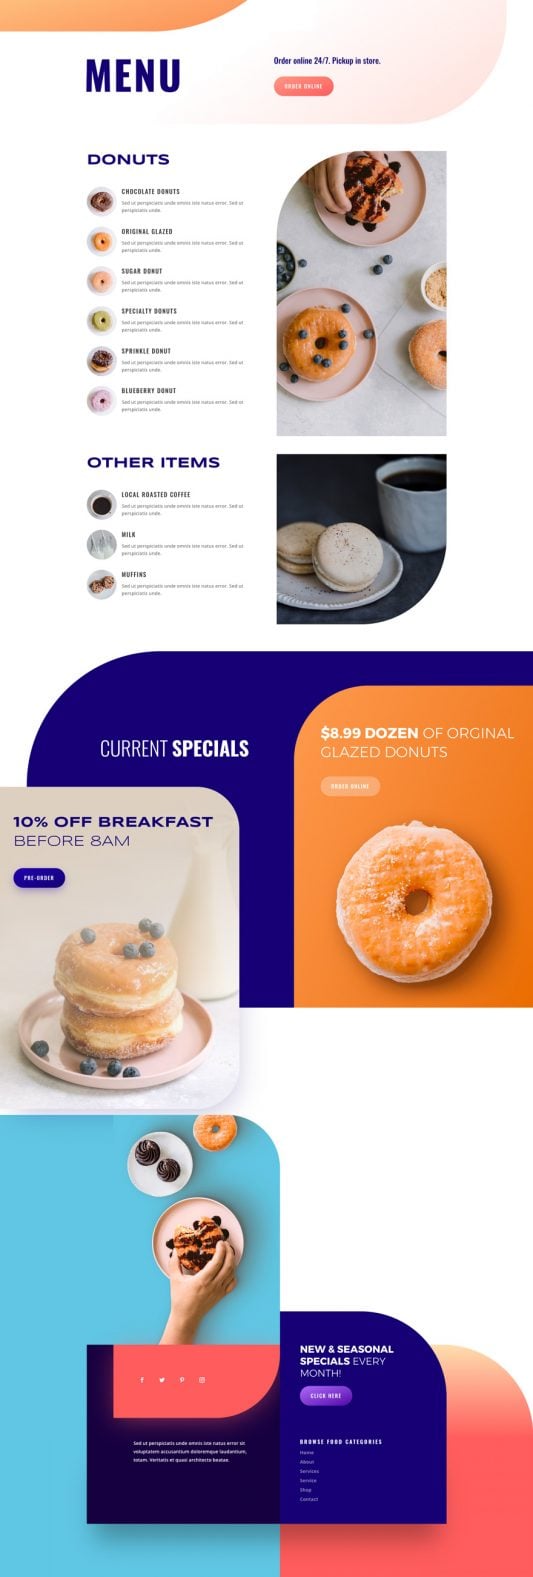 MENU
Order online 24/7. Pickup in store.
ORDER ONLINE
DONUTS
CHOCOLATE DONUTS
Sed ut perspiciatis unde omnis iste natus error. Sed ut
perspiciatis unde.
ORIGINAL GLAZED
Sed ut perspiciatis unde omnis iste natus error. Sed ut
perspiciatis unde.
SUGAR DONUT
Sed ut perspiciatis unde omnis iste natus error. Sed ut
perspiciatis unde.
SPECIALTY DONUTS
Sed ut perspiciatis unde omnis iste natus error. Sed ut
perspiciatis unde.
SPRINKLE DONUT
Sed ut perspiciatis unde omnis iste natus error. Sed ut
perspiciatis unde.
BLUEBERRY DONUT
Sed ut perspiciatis unde omnis iste natus error. Sed ut
perspiciatis unde.
OTHER ITEMS
LOCAL ROASTED COFFEE
Sed ut perspiciatis unde omnis iste natus error. Sed ut
perspiciatis unde.
MILK
Sed ut perspiciatis unde omnis iste natus error. Sed ut
perspiciatis unde.
MUFFINS
Sed ut perspiciatis unde omnis iste natus error. Sed ut
perspiciatis unde.
CURRENT SPECIALS
$8.99 DOZEN OF ORGINAL
GLAZED DONUTS
ORDER ONLINE
10% OFF BREAKFAST
BEFORE 8AM
PRE-ORDER
NEW & SEASONAL
SPECIALS EVERY
MONTH!
CLICK HERE
Sed ut perspiciatis unde omnis iste natus error sit
voluptatem accusantium doloremque laudantium,
totam. Veritatis et quasi architecto beatae.
BROWSE FOOD CATEGORIES
Home
About
Services
Service
Shop
Contact